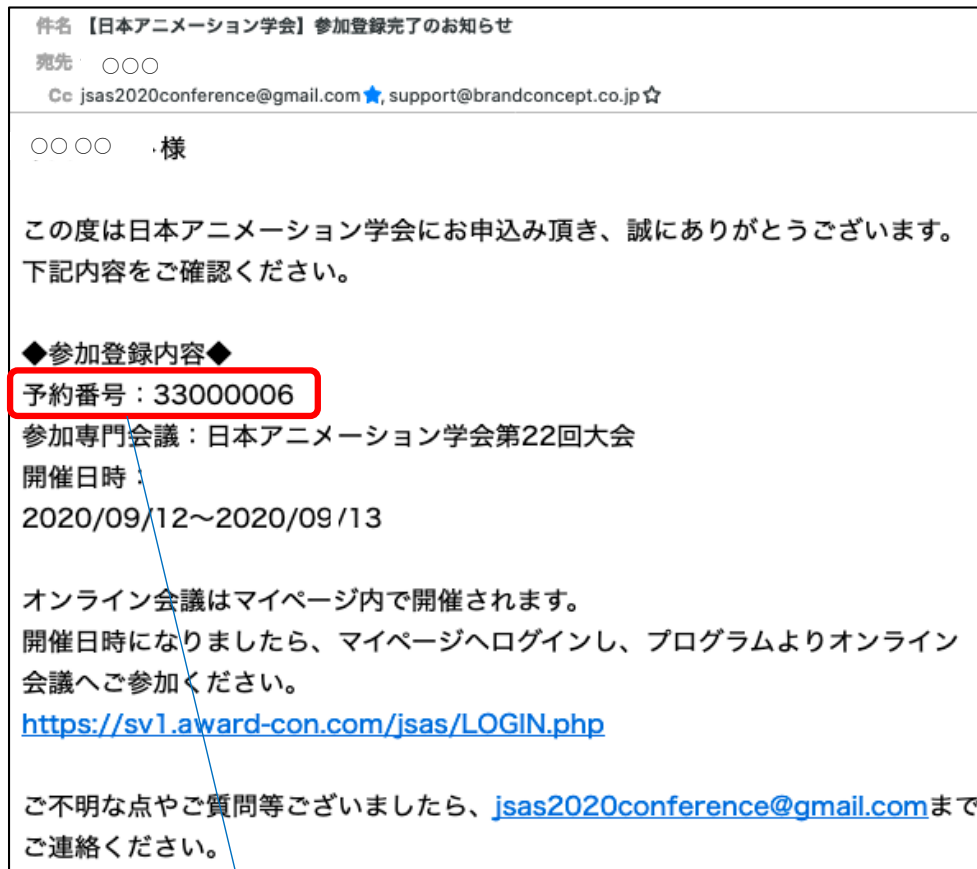 件名 【日本アニメーション学会】参加登録完了のお知らせ
宛先 ○○○
Cc jsas2020conference@gmail.com★, support@brandconcept.co.jp☆
○○ ○○ 様
この度は日本アニメーション学会にお申込み頂き、誠にありがとうございます。
下記内容をご確認ください。
◆参加登録内容◆
予約番号：33000006
参加専門会議：日本アニメーション学会第22回大会
開催日時：
2020/09/12〜2020/09/13
オンライン会議はマイページ内で開催されます。
開催日時になりましたら、マイページへログインし、プログラムよりオンライン
会議へご参加ください。
https://sv1.award-con.com/jsas/LOGIN.php
ご不明な点やご質問等ございましたら、jsas2020conference@gmail.comまで
ご連絡ください。